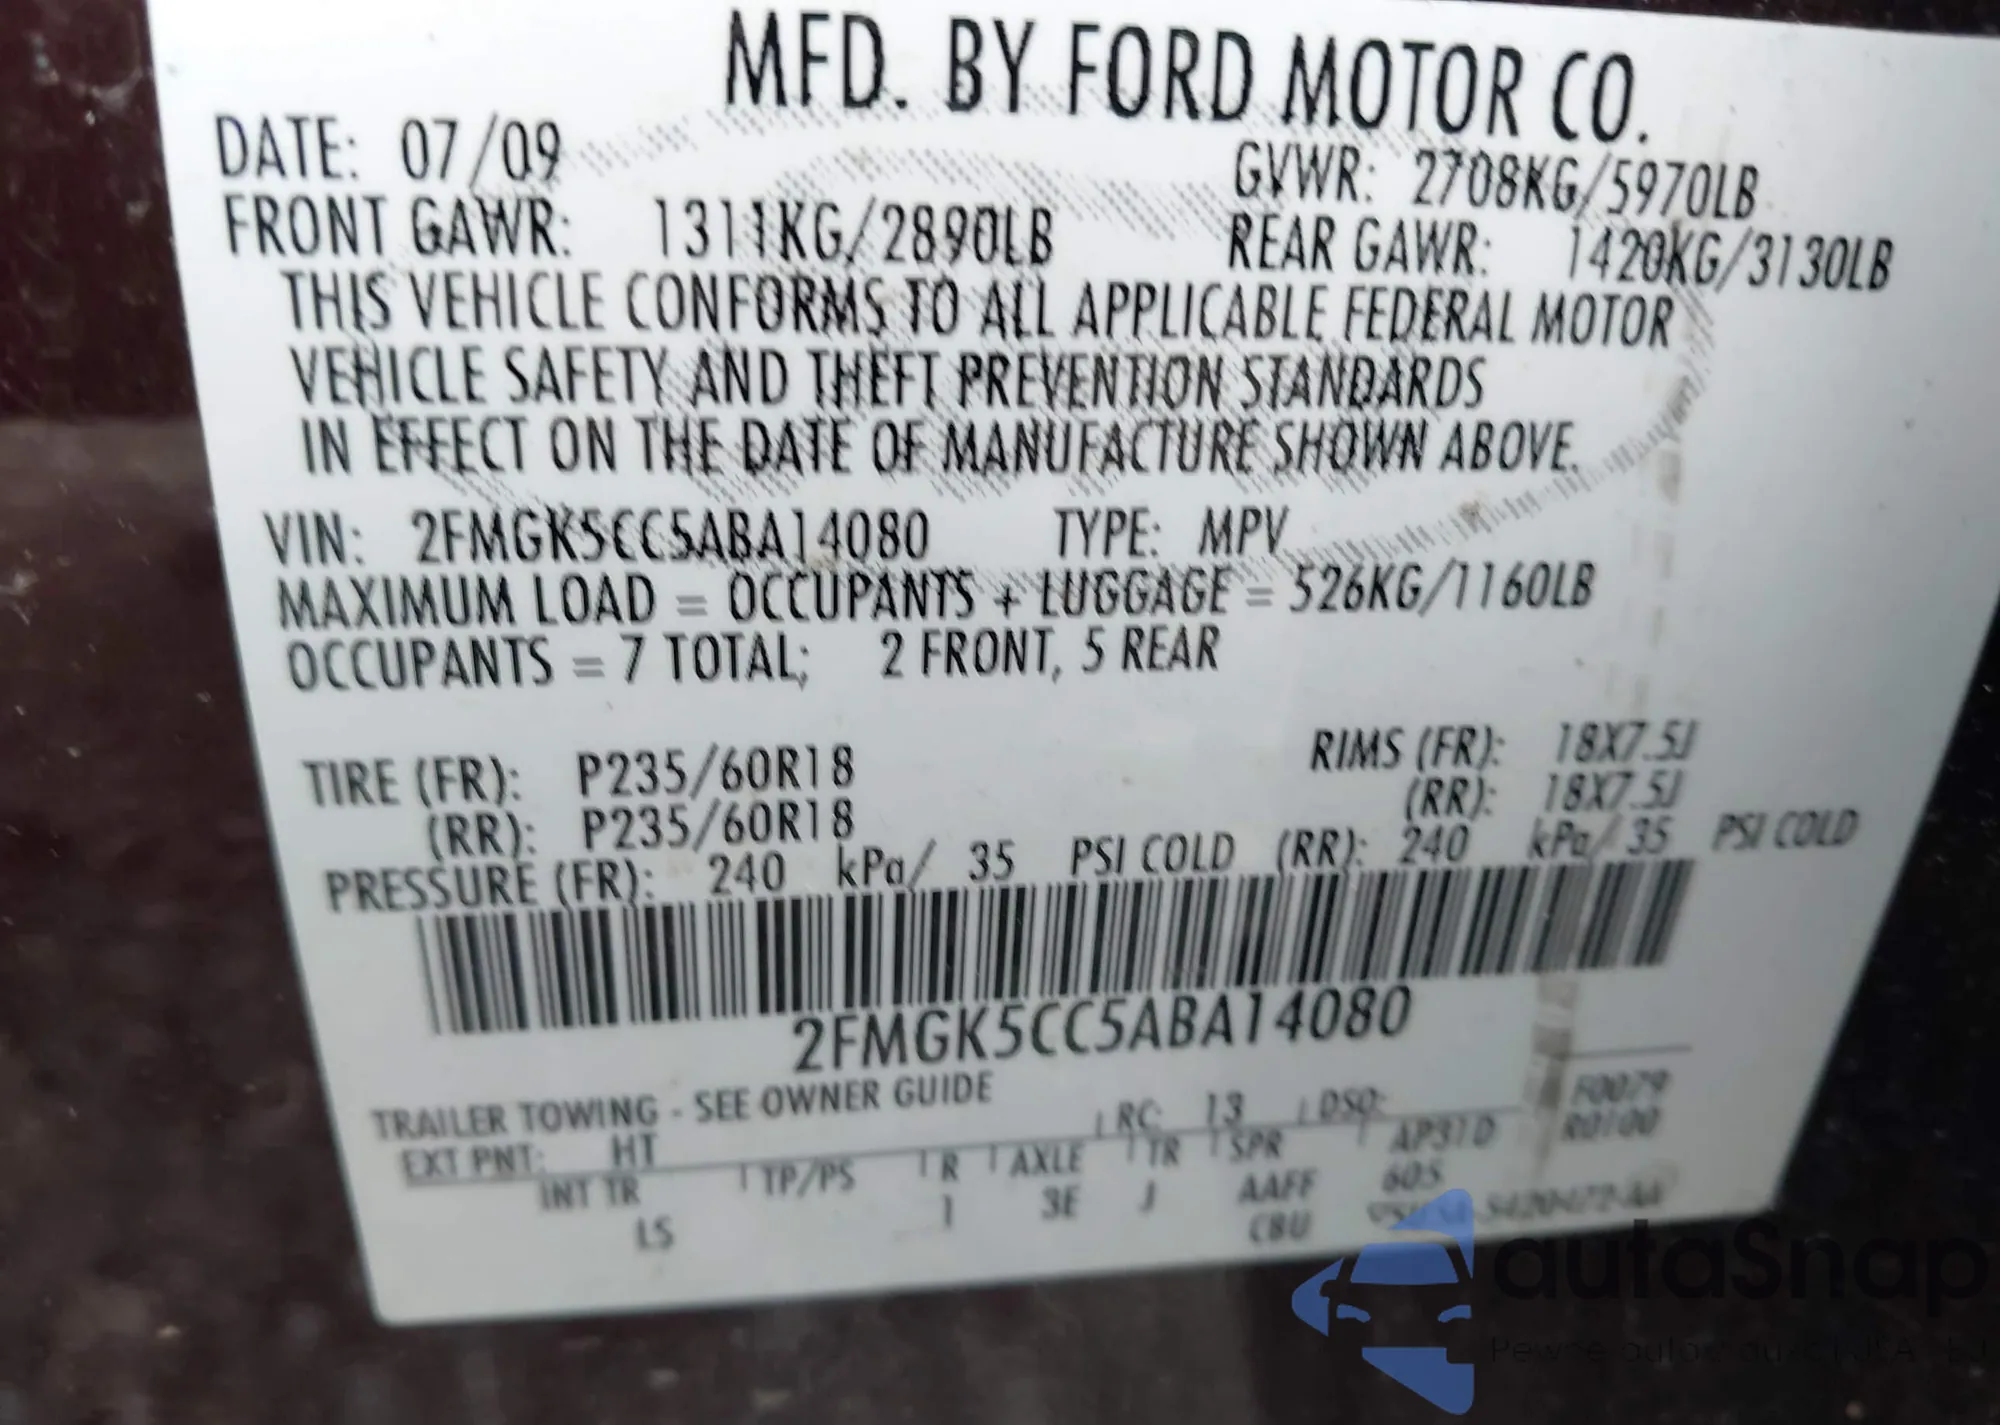 MFD. BY FORD MOTOR CO.
DATE: 07/09 GVWR: 2708KG/5970LB
FRONT GAWR: 1311KG/2890LB REAR GAWR: 1420KG/3130LB
THIS VEHICLE CONFORMS TO ALL APPLICABLE FEDERAL MOTOR
VEHICLE SAFETY AND THEFT PREVENTION STANDARDS
IN EFFECT ON THE DATE OF MANUFACTURE SHOWN ABOVE.
VIN: 2FMGK5CC5ABA14080 TYPE: MPV
MAXIMUM LOAD = OCCUPANTS + LUGGAGE = 526KG/1160LB
OCCUPANTS = 7 TOTAL; 2 FRONT, 5 REAR
TIRE (FR): P235/60R18 RIMS (FR): 18X7.5J
(RR): P235/60R18 (RR): 18X7.5J
PRESSURE (FR): 240 kPa/ 35 PSI COLD (RR): 240 kPa/ 35 PSI COLD
2FMGK5CC5ABA14080
TRAILER TOWING - SEE OWNER GUIDE
F0079
EXT PNT: HT RC: 13 DSO: R0100
INT TR TP/PS R AXLE TR SPR AP31D
LS 1 3E J AAFF 605
CBU
autaSnap